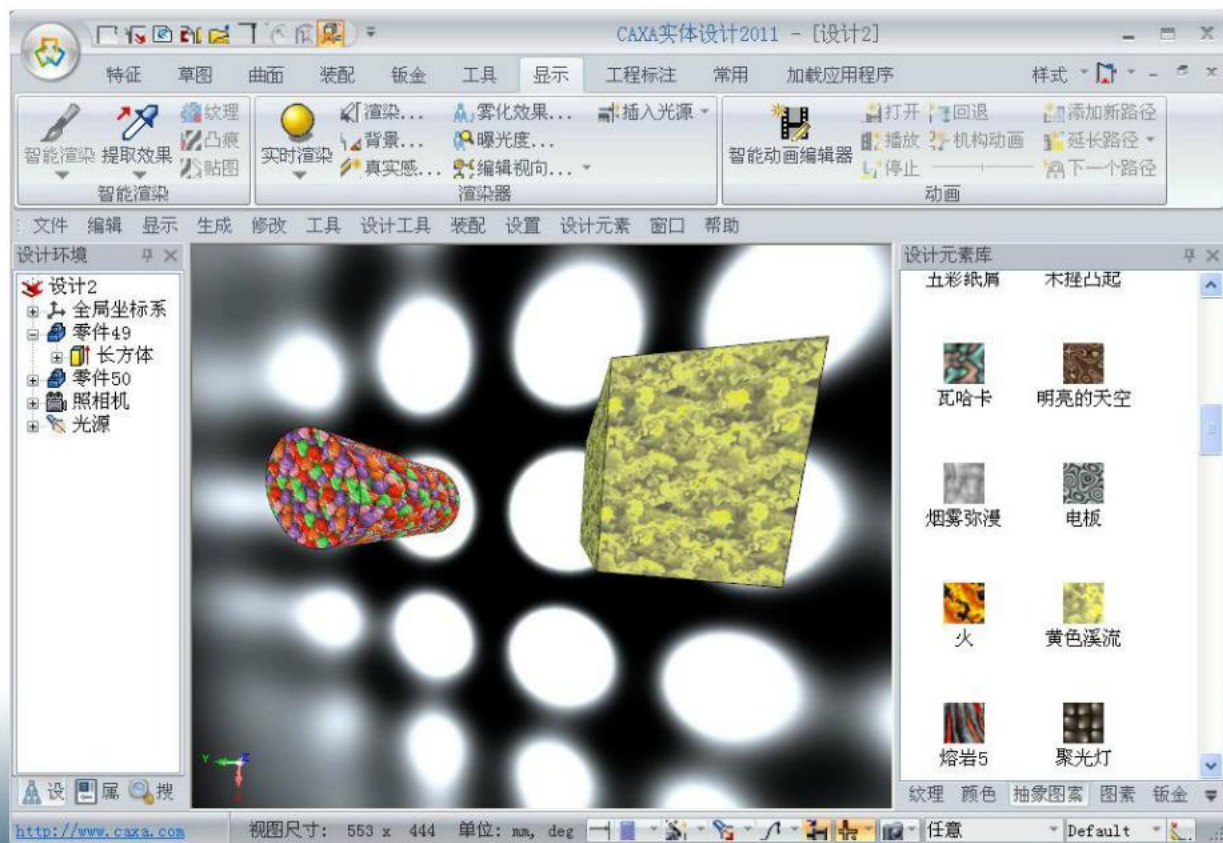 CAXA实体设计2011 - [设计2]
特征 草图 曲面 装配 钣金 工具 显示 工程标注 常用 加载应用程序 样式
纹理 渲染... 雾化效果... 插入光源 打开 回退 添加新路径
凸痕 背景... 曝光度... 播放 机构动画 延长路径
智能渲染 提取效果 贴图 实时渲染 真实感... 编辑视向... 智能动画编辑器 停止 下一个路径
智能渲染 渲染器 动画
文件 编辑 显示 生成 修改 工具 设计工具 装配 设置 设计元素 窗口 帮助
设计环境
设计2
全局坐标系
零件49
长方体
零件50
照相机
光源
设 属 搜
Y Z
设计元素库
五彩纸屑
瓦哈卡 明亮的天空
烟雾弥漫 电板
火 黄色溪流
熔岩5 聚光灯
纹理 颜色 抽象图案 图素 钣金
http://www.caxa.com 视图尺寸: 553 x 444 单位: mm, deg 任意 Default